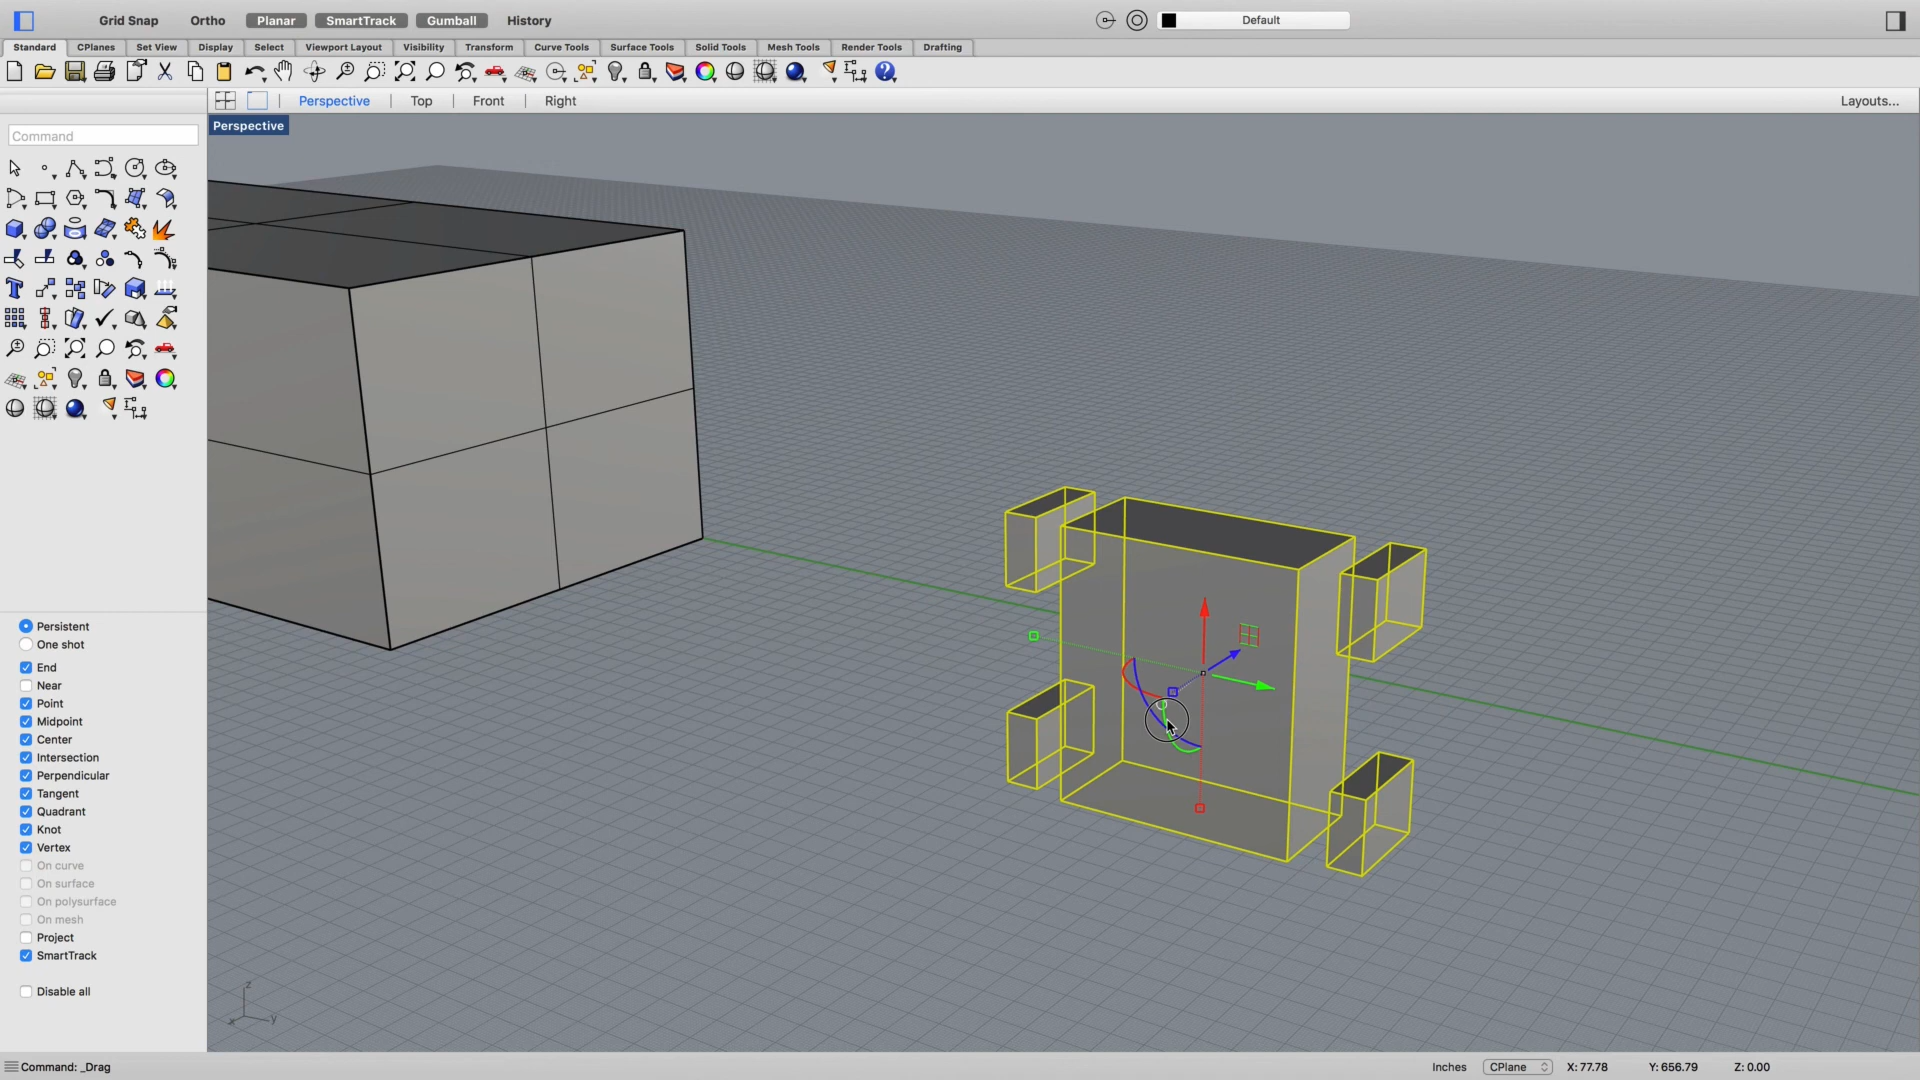 Grid Snap Ortho Planar SmartTrack Gumball History Default
Standard CPlanes Set View Display Select Viewport Layout Visibility Transform Curve Tools Surface Tools Solid Tools Mesh Tools Render Tools Drafting
Perspective Top Front Right Layouts...
Perspective
Command
Persistent
One shot
End
Near
Point
Midpoint
Center
Intersection
Perpendicular
Tangent
Quadrant
Knot
Vertex
On curve
On surface
On polysurface
On mesh
Project
SmartTrack
Disable all
z
x y
Command: _Drag Inches CPlane X: 77.78 Y: 656.79 Z: 0.00